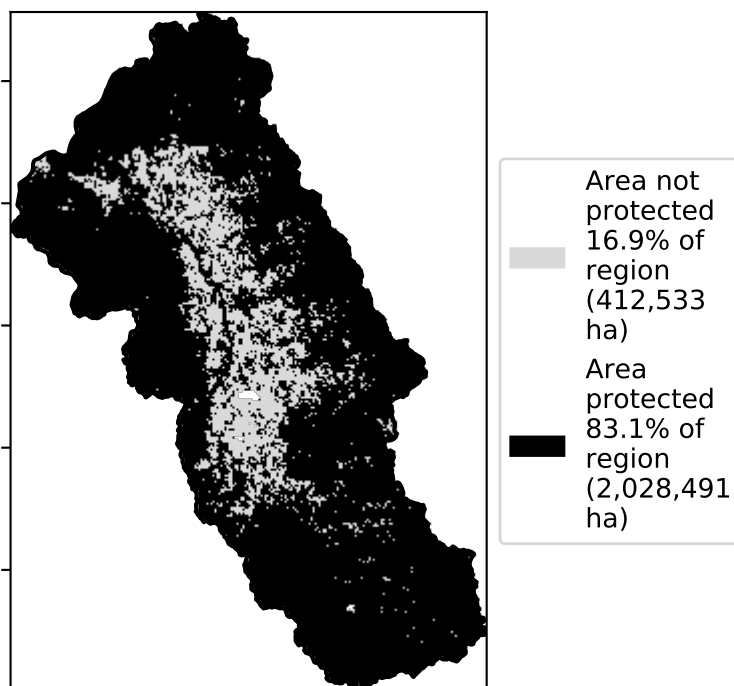 Area not
protected
16.9% of
region
(412,533
ha)
Area
protected
83.1% of
region
(2,028,491
ha)